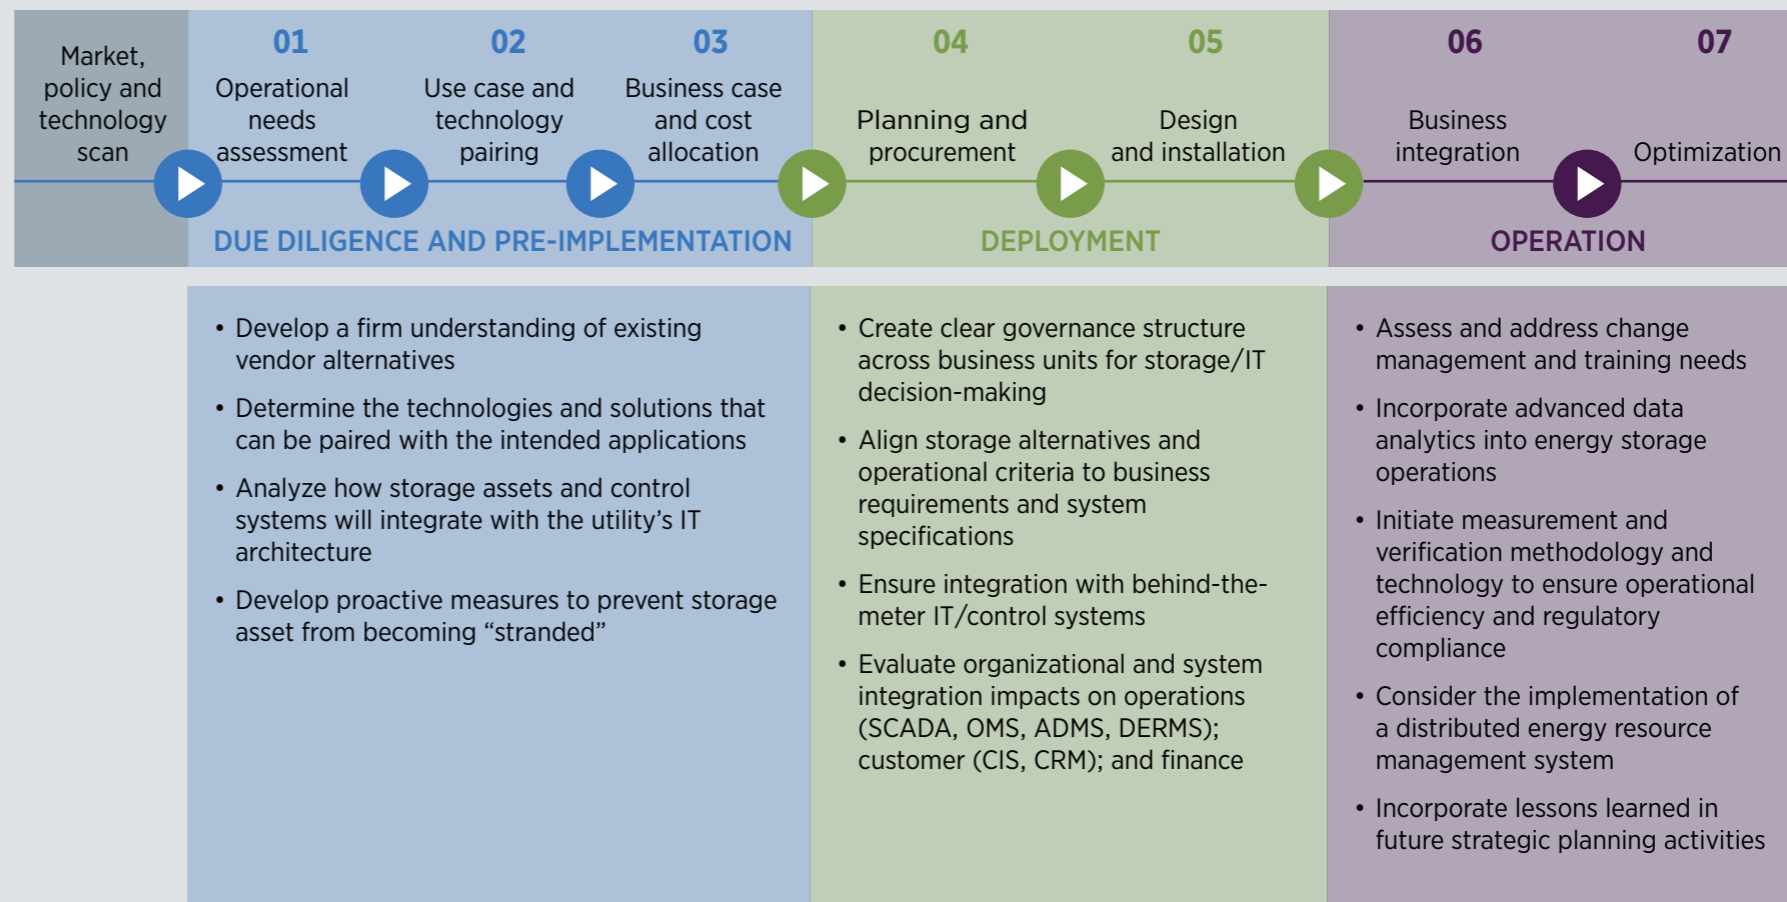 Market,
policy and
technology
scan
01
Operational
needs
assessment
02
Use case and
technology
pairing
03
Business case
and cost
allocation
04
Planning and
procurement
05
Design
and installation
06
Business
integration
07
Optimization
DUE DILIGENCE AND PRE-IMPLEMENTATION
DEPLOYMENT
OPERATION
• Develop a firm understanding of existing
vendor alternatives
• Determine the technologies and solutions that
can be paired with the intended applications
• Analyze how storage assets and control
systems will integrate with the utility’s IT
architecture
• Develop proactive measures to prevent storage
asset from becoming “stranded”
• Create clear governance structure
across business units for storage/IT
decision-making
• Align storage alternatives and
operational criteria to business
requirements and system
specifications
• Ensure integration with behind-the-
meter IT/control systems
• Evaluate organizational and system
integration impacts on operations
(SCADA, OMS, ADMS, DERMS);
customer (CIS, CRM); and finance
• Assess and address change
management and training needs
• Incorporate advanced data
analytics into energy storage
operations
• Initiate measurement and
verification methodology and
technology to ensure operational
efficiency and regulatory
compliance
• Consider the implementation of
a distributed energy resource
management system
• Incorporate lessons learned in
future strategic planning activities